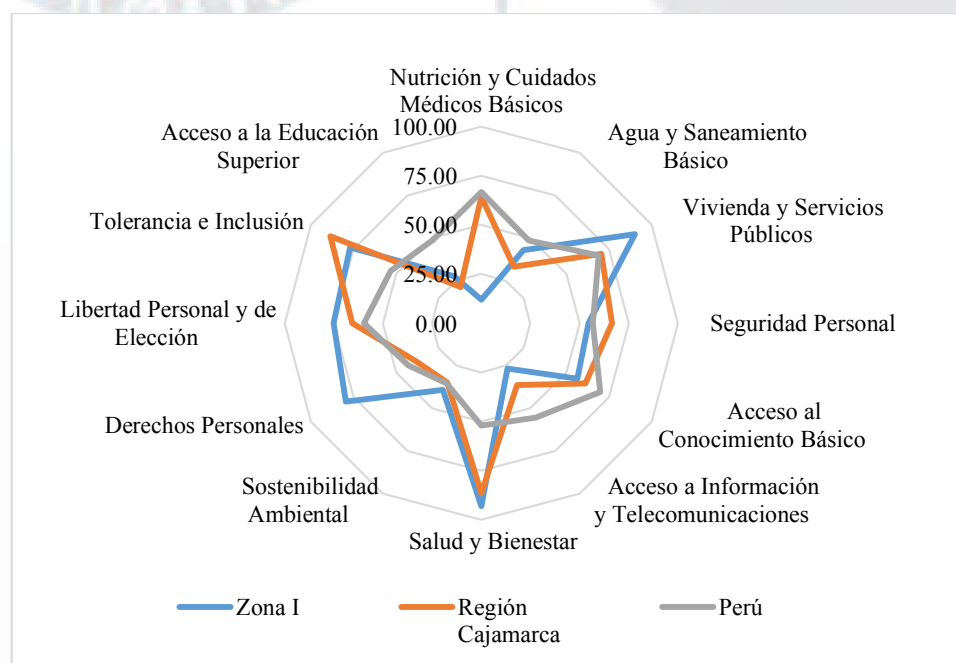 Nutrición y Cuidados
Médicos Básicos
Agua y Saneamiento
Básico
Vivienda y Servicios
Públicos
Seguridad Personal
Acceso al
Conocimiento Básico
Acceso a Información
y Telecomunicaciones
Salud y Bienestar
Sostenibilidad
Ambiental
Derechos Personales
Libertad Personal y de
Elección
Tolerancia e Inclusión
Acceso a la Educación
Superior
100.00
75.00
50.00
25.00
0.00
Zona I
Región
Cajamarca
Perú